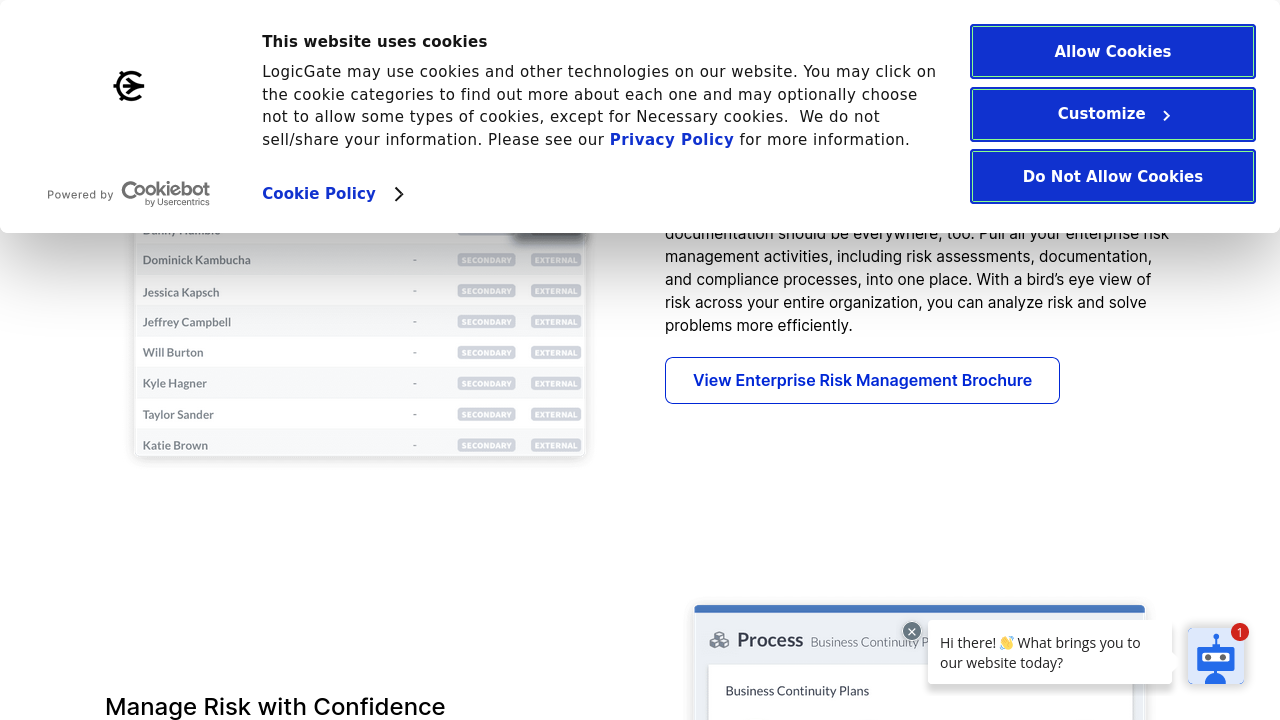 This website uses cookies
LogicGate may use cookies and other technologies on our website. You may click on
the cookie categories to find out more about each one and may optionally choose
not to allow some types of cookies, except for Necessary cookies.  We do not
sell/share your information. Please see our Privacy Policy for more information.
Cookie Policy
Powered by Cookiebot
by Usercentrics
Allow Cookies
Customize
Do Not Allow Cookies
Dominick Kambucha - SECONDARY EXTERNAL
Jessica Kapsch - SECONDARY EXTERNAL
Jeffrey Campbell - SECONDARY EXTERNAL
Will Burton - SECONDARY EXTERNAL
Kyle Hagner - SECONDARY EXTERNAL
Taylor Sander - SECONDARY EXTERNAL
Katie Brown - SECONDARY EXTERNAL
documentation should be everywhere, too. Pull all your enterprise risk
management activities, including risk assessments, documentation,
and compliance processes, into one place. With a bird’s eye view of
risk across your entire organization, you can analyze risk and solve
problems more efficiently.
View Enterprise Risk Management Brochure
Manage Risk with Confidence
Process Business Continuity P
Business Continuity Plans
Hi there! 👋 What brings you to
our website today?
1